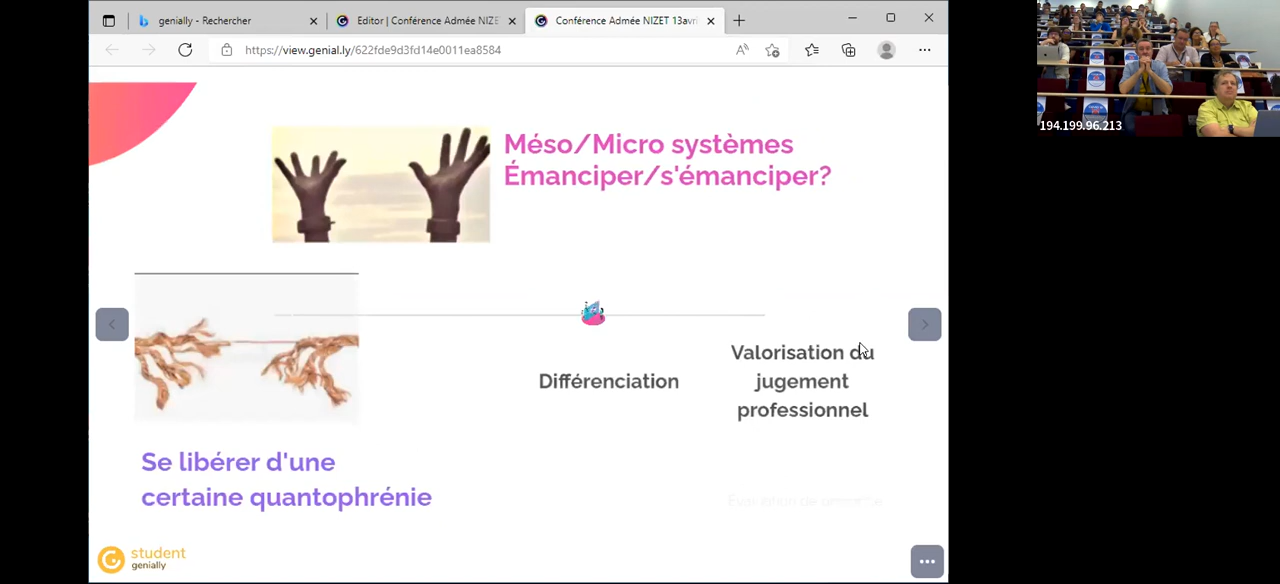 genially - Rechercher
Editor | Conférence Admée NIZE
Conférence Admée NIZET 13avri
https://view.genial.ly/622fde9d3fd14e0011ea8584
194.199.96.213
Méso/Micro systèmes
Émanciper/s'émanciper?
Différenciation
Valorisation du
jugement
professionnel
Se libérer d'une
certaine quantophrénie
student
genially